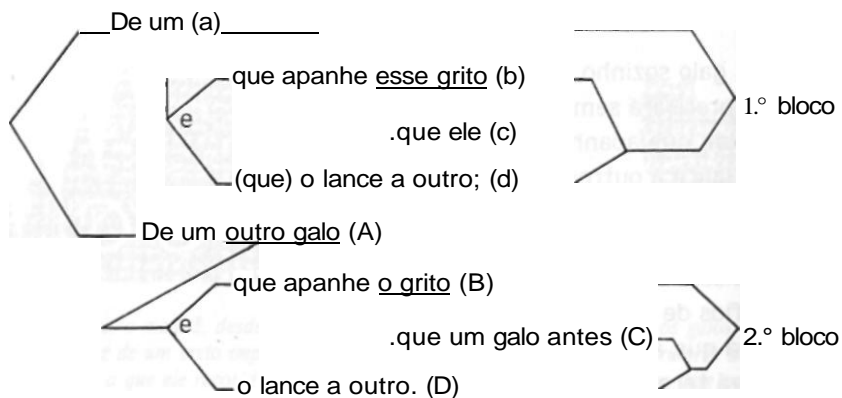 De um (a)
que apanhe esse grito (b)
e
.que ele (c)
1.° bloco
(que) o lance a outro; (d)
De um outro galo (A)
que apanhe o grito (B)
e
.que um galo antes (C)
2.° bloco
o lance a outro. (D)